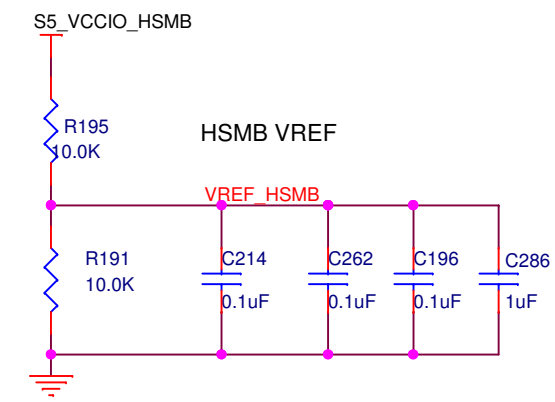 S5_VCCIO_HSMB
R195
10.0K
HSMB VREF
VREF_HSMB
R191
10.0K
C214
0.1uF
C262
0.1uF
C196
0.1uF
C286
1uF